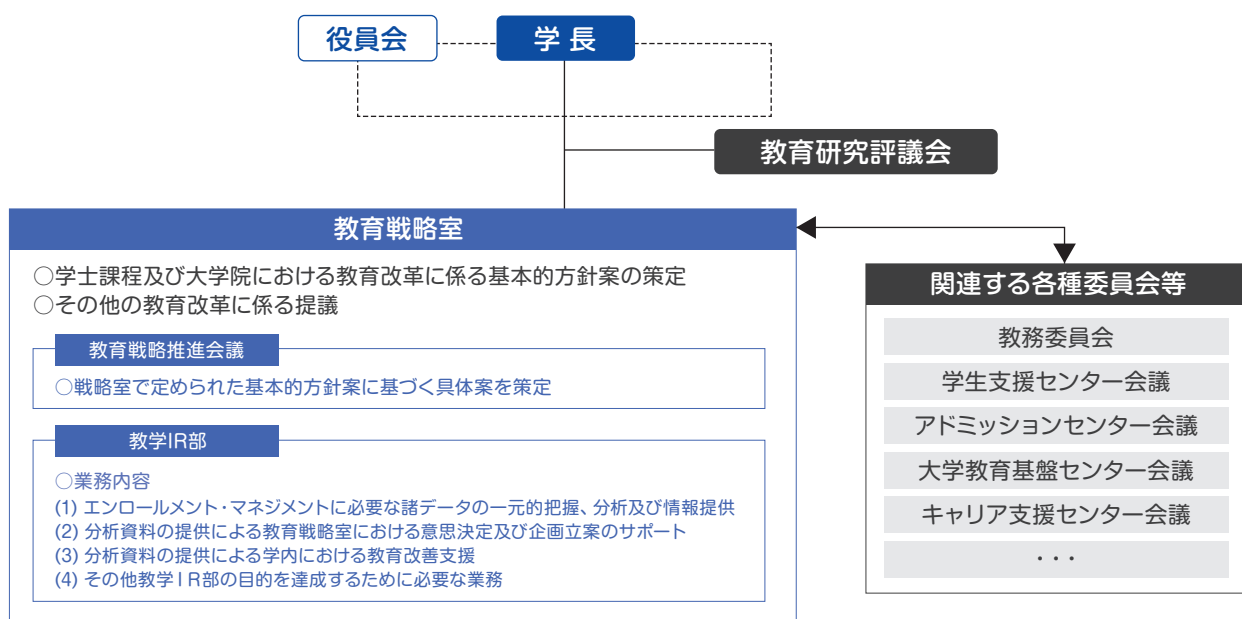 役員会
学 長
教育研究評議会
教育戦略室
○学士課程及び大学院における教育改革に係る基本的方針案の策定
○その他の教育改革に係る提議
教育戦略推進会議
○戦略室で定められた基本的方針案に基づく具体案を策定
教学IR部
○業務内容
(1) エンロールメント・マネジメントに必要な諸データの一元的把握、分析及び情報提供
(2) 分析資料の提供による教育戦略室における意思決定及び企画立案のサポート
(3) 分析資料の提供による学内における教育改善支援
(4) その他教学IR部の目的を達成するために必要な業務
関連する各種委員会等
教務委員会
学生支援センター会議
アドミッションセンター会議
大学教育基盤センター会議
キャリア支援センター会議
・・・